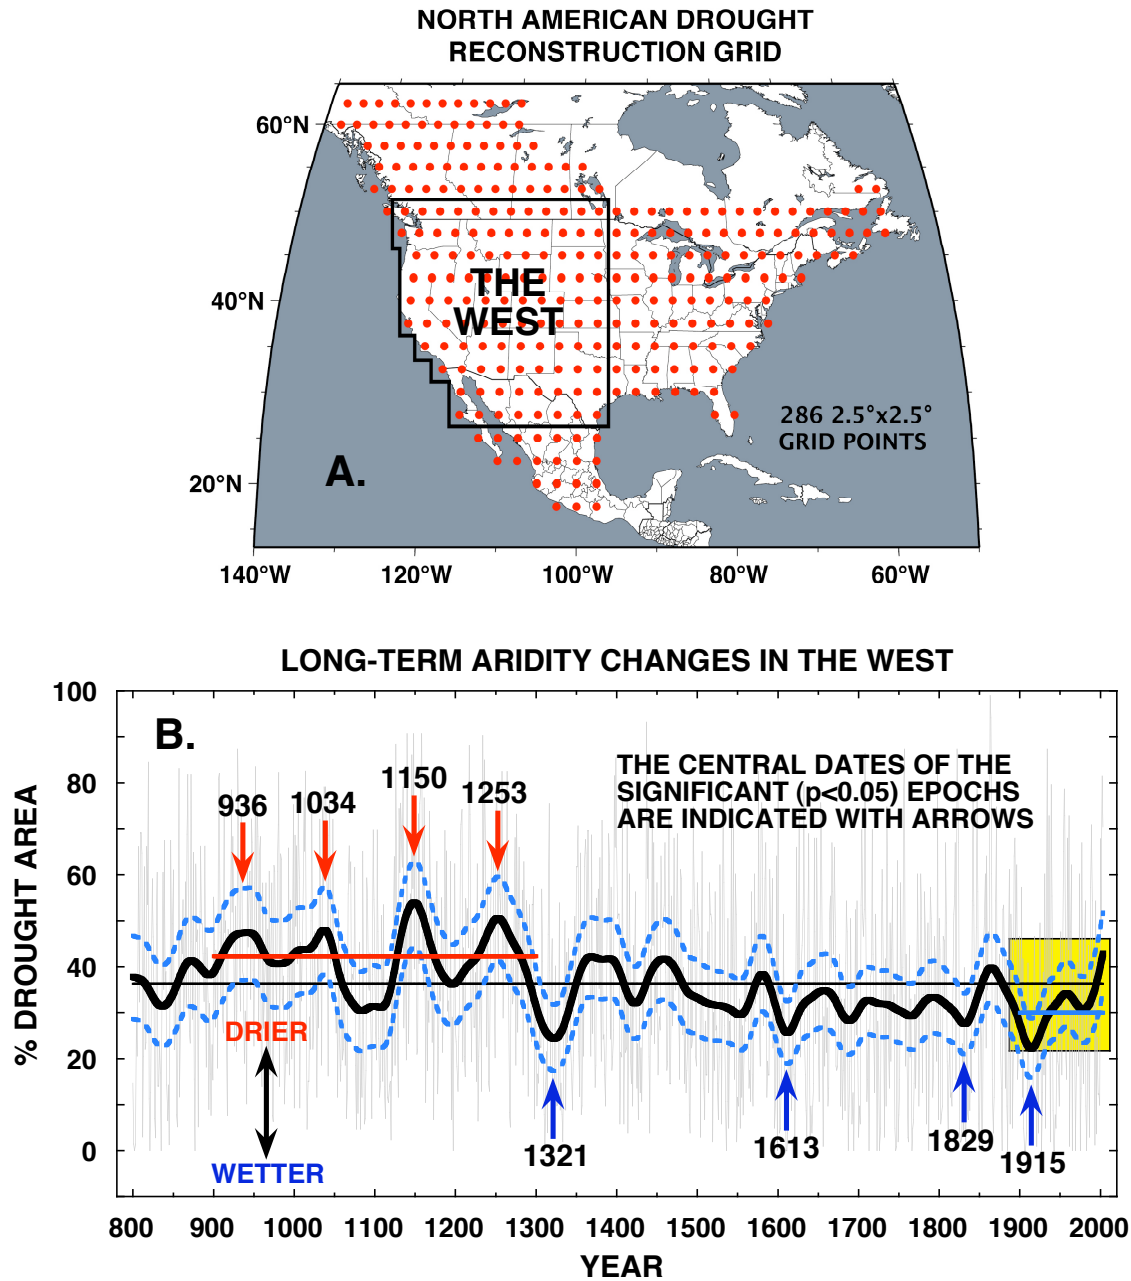 NORTH AMERICAN DROUGHT
RECONSTRUCTION GRID
60°N
40°N
20°N
THE
WEST
286 2.5°x2.5°
GRID POINTS
A.
140°W 120°W 100°W 80°W 60°W
LONG-TERM ARIDITY CHANGES IN THE WEST
% DROUGHT AREA
100
80
60
40
20
0
B.
THE CENTRAL DATES OF THE
SIGNIFICANT (p<0.05) EPOCHS
ARE INDICATED WITH ARROWS
936
1034
1150
1253
DRIER
WETTER
1321
1613
1829
1915
800 900 1000 1100 1200 1300 1400 1500 1600 1700 1800 1900 2000
YEAR